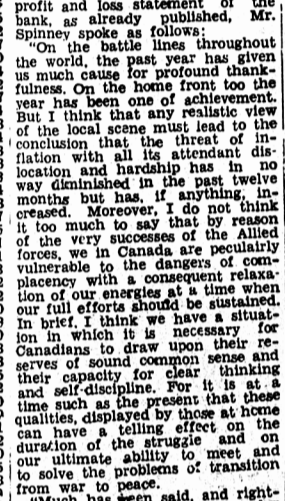 profit and loss statement of the
bank, as already published, Mr.
Spinney spoke as follows:
"On the battle lines throughout
the world, the past year has given
us much cause for profound thank-
fulness. On the home front too the
year has been one of achievement.
But I think that any realistic view
of the local scene must lead to the
conclusion that the threat of in-
flation with all its attendant dis-
location and hardship has in no
way diminished in the past twelve
months but has, if anything, in-
creased. Moreover, I do not think
it too much to say that by reason
of the very successes of the Allied
forces, we in Canada are peculairly
vulnerable to the dangers of com-
placency with a consequent relaxa-
tion of our energies at a time when
our full efforts should be sustained.
In brief, I think we have a situat-
ion in which it is necessary for
Canadians to draw upon their re-
serves of sound common sense and
their capacity for clear thinking
and self-discipline. For it is at a
time such as the present that these
qualities, displayed by those at home
can have a telling effect on the
duration of the struggle and on
our ultimate ability to meet and
to solve the problems of transition
from war to peace.
"Much has been said, and right-